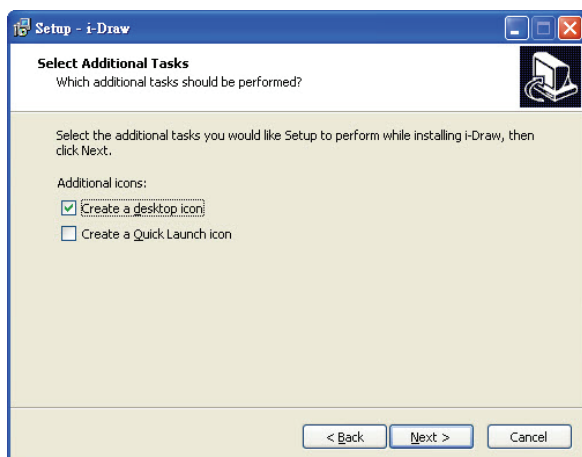 Setup - i-Draw
Select Additional Tasks
Which additional tasks should be performed?
Select the additional tasks you would like Setup to perform while installing i-Draw, then
click Next.
Additional icons:
Create a desktop icon
Create a Quick Launch icon
< Back
Next >
Cancel